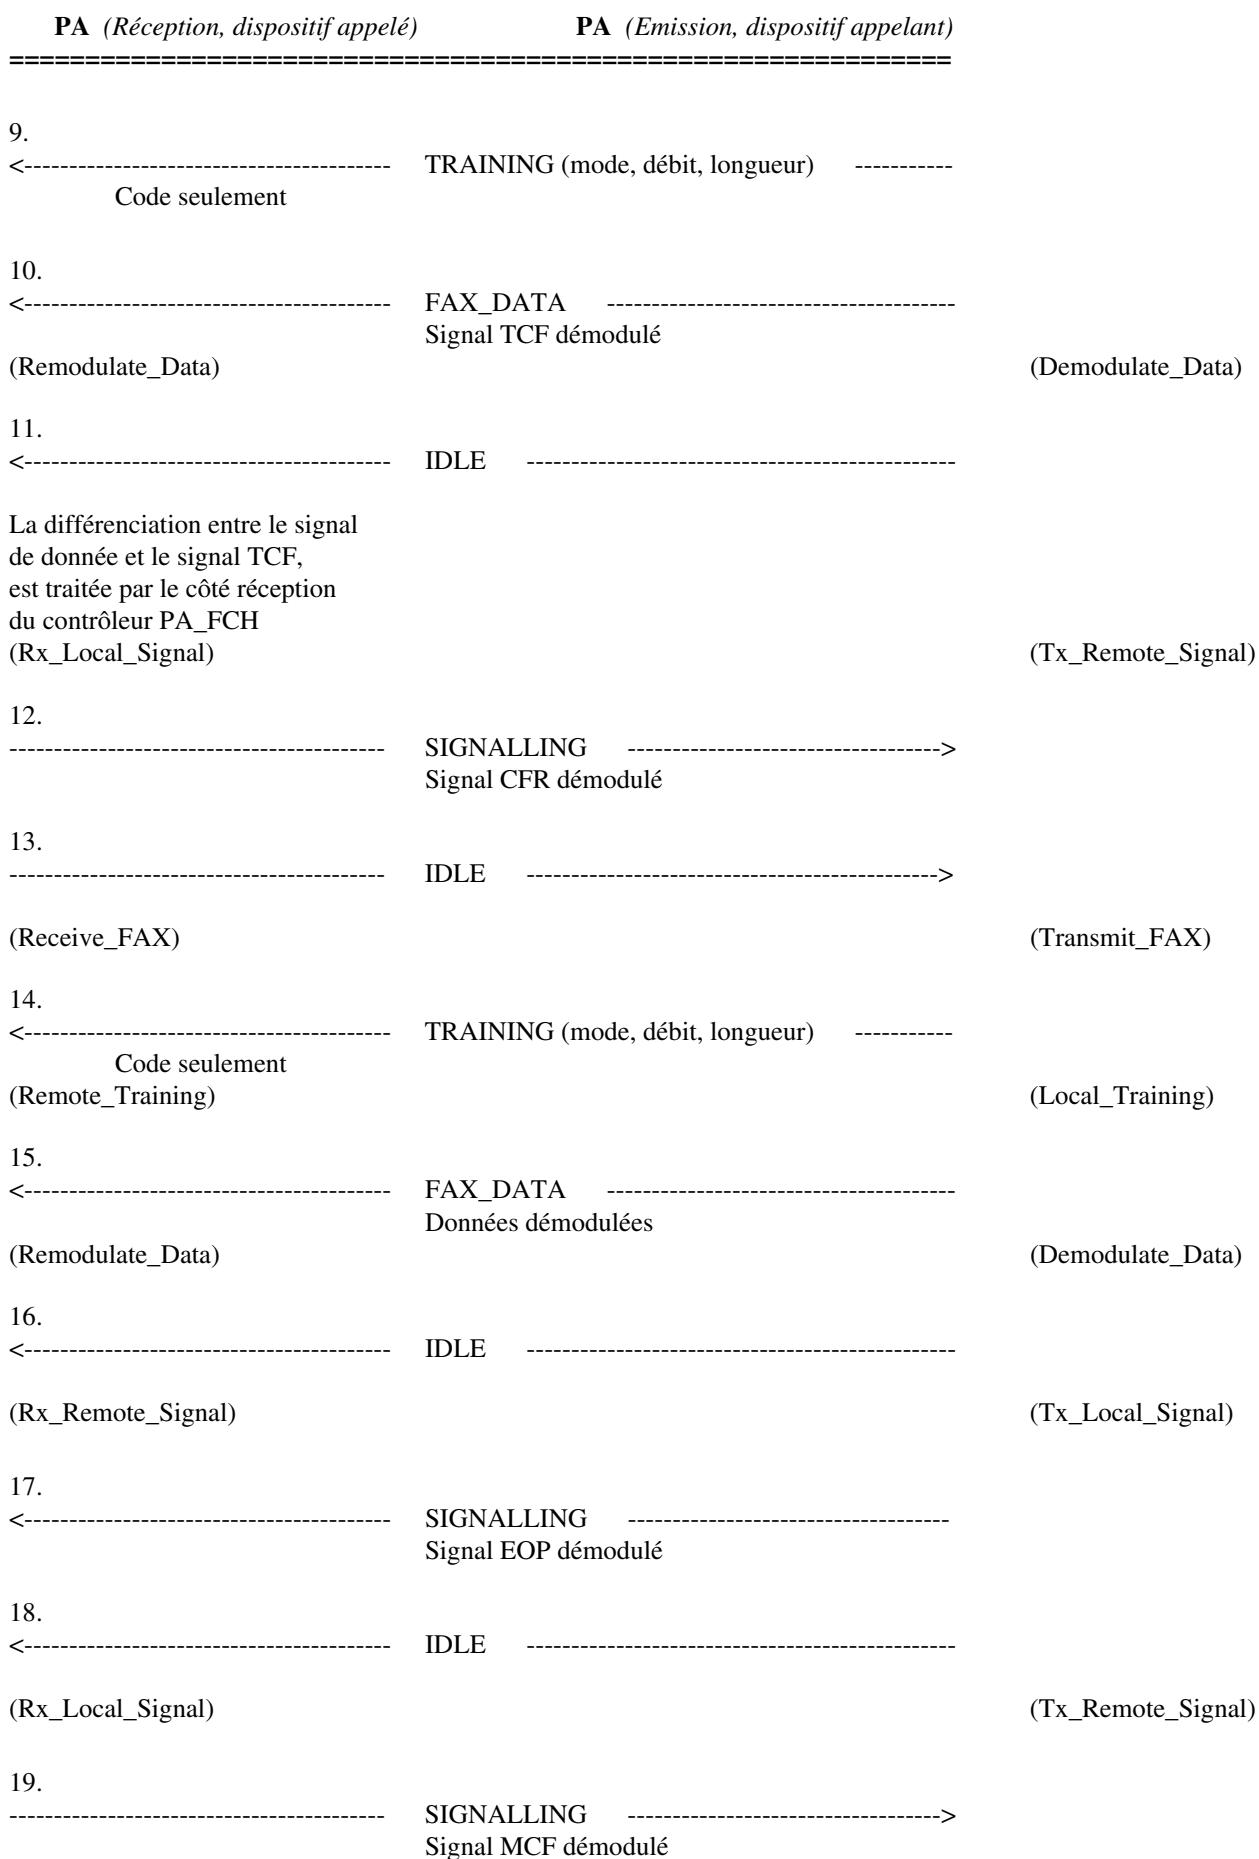 PA (Réception, dispositif appelé) PA (Emission, dispositif appelant)
==============================================================
9.
<----------------------------------------- TRAINING (mode, débit, longueur) -----------
Code seulement
10.
<----------------------------------------- FAX_DATA ---------------------------------------
Signal TCF démodulé
(Remodulate_Data) (Demodulate_Data)
11.
<----------------------------------------- IDLE ------------------------------------------------
La différenciation entre le signal
de donnée et le signal TCF,
est traitée par le côté réception
du contrôleur PA_FCH
(Rx_Local_Signal) (Tx_Remote_Signal)
12.
------------------------------------------ SIGNALLING ----------------------------------->
Signal CFR démodulé
13.
------------------------------------------ IDLE ---------------------------------------------->
(Receive_FAX) (Transmit_FAX)
14.
<----------------------------------------- TRAINING (mode, débit, longueur) -----------
Code seulement
(Remote_Training) (Local_Training)
15.
<----------------------------------------- FAX_DATA ---------------------------------------
Données démodulées
(Remodulate_Data) (Demodulate_Data)
16.
<----------------------------------------- IDLE ------------------------------------------------
(Rx_Remote_Signal) (Tx_Local_Signal)
17.
<----------------------------------------- SIGNALLING ------------------------------------
Signal EOP démodulé
18.
<----------------------------------------- IDLE ------------------------------------------------
(Rx_Local_Signal) (Tx_Remote_Signal)
19.
------------------------------------------ SIGNALLING ----------------------------------->
Signal MCF démodulé